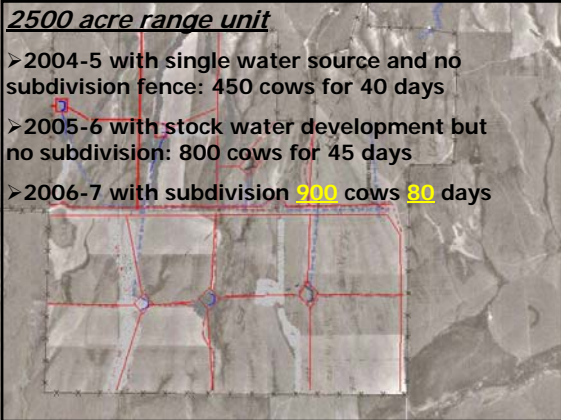 2500 acre range unit
➢2004-5 with single water source and no
subdivision fence: 450 cows for 40 days
➢2005-6 with stock water development but
no subdivision: 800 cows for 45 days
➢2006-7 with subdivision 900 cows 80 days